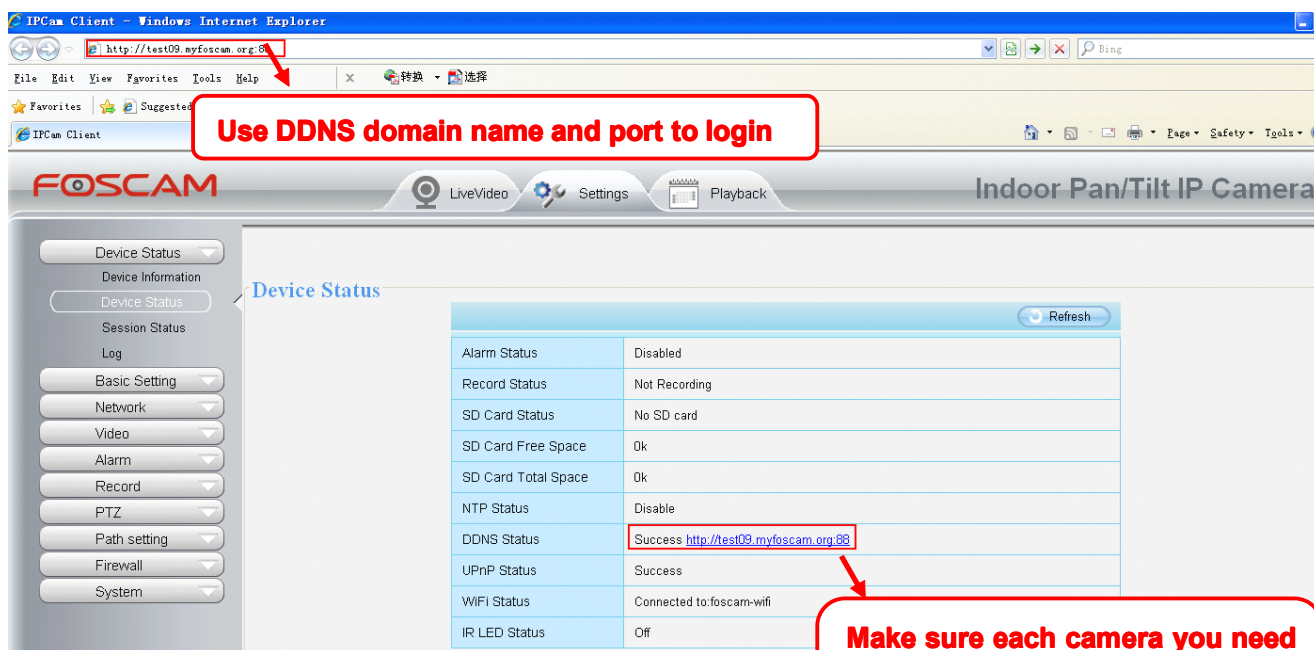 IPCam Client - Windows Internet Explorer
http://test09.myfoscam.org:8
Bing
File Edit View Favorites Tools Help x 转换 选择
Favorites Suggested
Use DDNS domain name and port to login
IPCam Client
Page Safety Tools
FOSCAM
LiveVideo Settings Playback
Indoor Pan/Tilt IP Camera
Device Status
Device Information
Device Status
Session Status
Log
Basic Setting
Network
Video
Alarm
Record
PTZ
Path setting
Firewall
System
Device Status
Refresh
Alarm Status Disabled
Record Status Not Recording
SD Card Status No SD card
SD Card Free Space 0k
SD Card Total Space 0k
NTP Status Disable
DDNS Status Success http://test09.myfoscam.org:88
UPnP Status Success
WiFi Status Connected to:foscam-wifi
IR LED Status Off
Make sure each camera you need